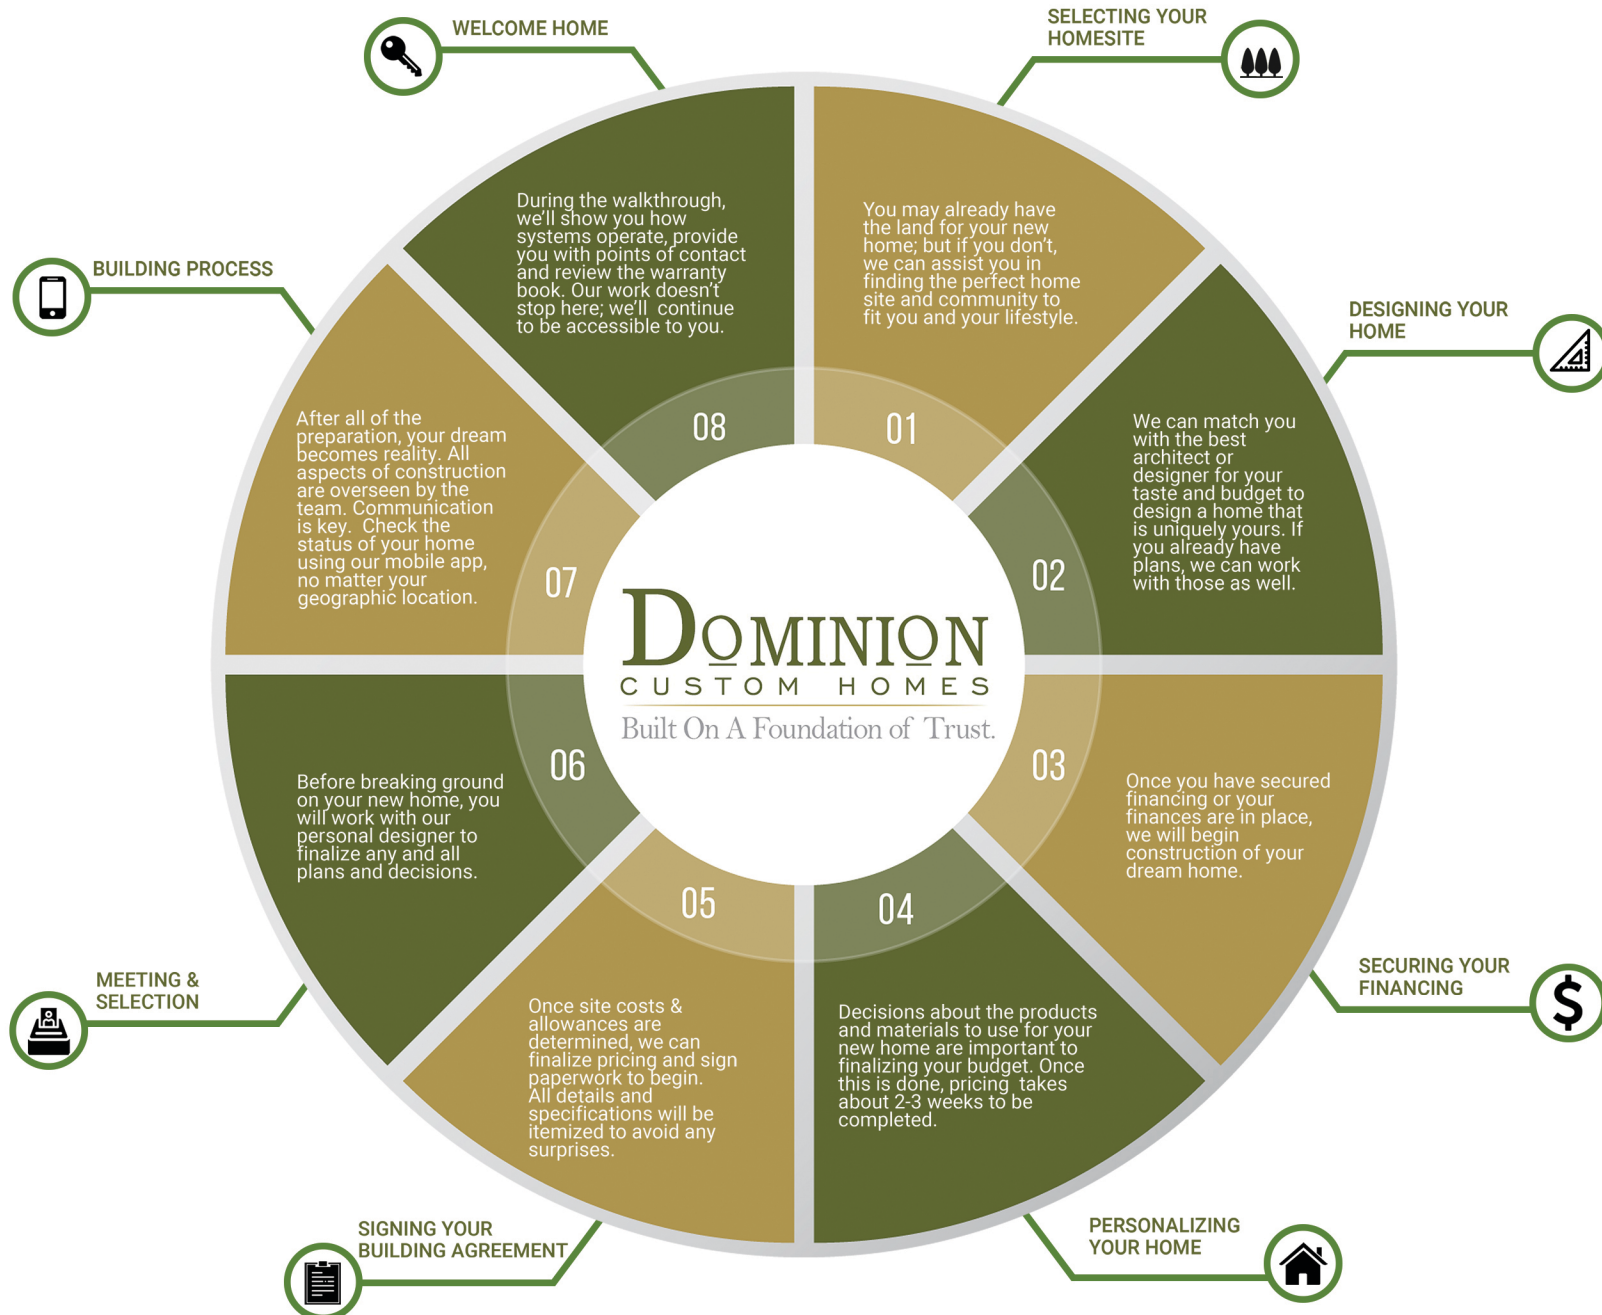 SELECTING YOUR
HOMESITE
01
You may already have
the land for your new
home; but if you don't,
we can assist you in
finding the perfect home
site and community to
fit you and your lifestyle.
DESIGNING YOUR
HOME
02
We can match you
with the best
architect or
designer for your
taste and budget to
design a home that
is uniquely yours. If
you already have
plans, we can work
with those as well.
SECURING YOUR
FINANCING
03
Once you have secured
financing or your
finances are in place,
we will begin
construction of your
dream home.
PERSONALIZING
YOUR HOME
04
Decisions about the products
and materials to use for your
new home are important to
finalizing your budget. Once
this is done, pricing takes
about 2-3 weeks to be
completed.
SIGNING YOUR
BUILDING AGREEMENT
05
Once site costs &
allowances are
determined, we can
finalize pricing and sign
paperwork to begin.
All details and
specifications will be
itemized to avoid any
surprises.
MEETING &
SELECTION
06
Before breaking ground
on your new home, you
will work with our
personal designer to
finalize any and all
plans and decisions.
BUILDING PROCESS
07
After all of the
preparation, your dream
becomes reality. All
aspects of construction
are overseen by the
team. Communication
is key. Check the
status of your home
using our mobile app,
no matter your
geographic location.
WELCOME HOME
08
During the walkthrough,
we'll show you how
systems operate, provide
you with points of contact
and review the warranty
book. Our work doesn't
stop here; we'll continue
to be accessible to you.
DOMINION
CUSTOM HOMES
Built On A Foundation of Trust.
$